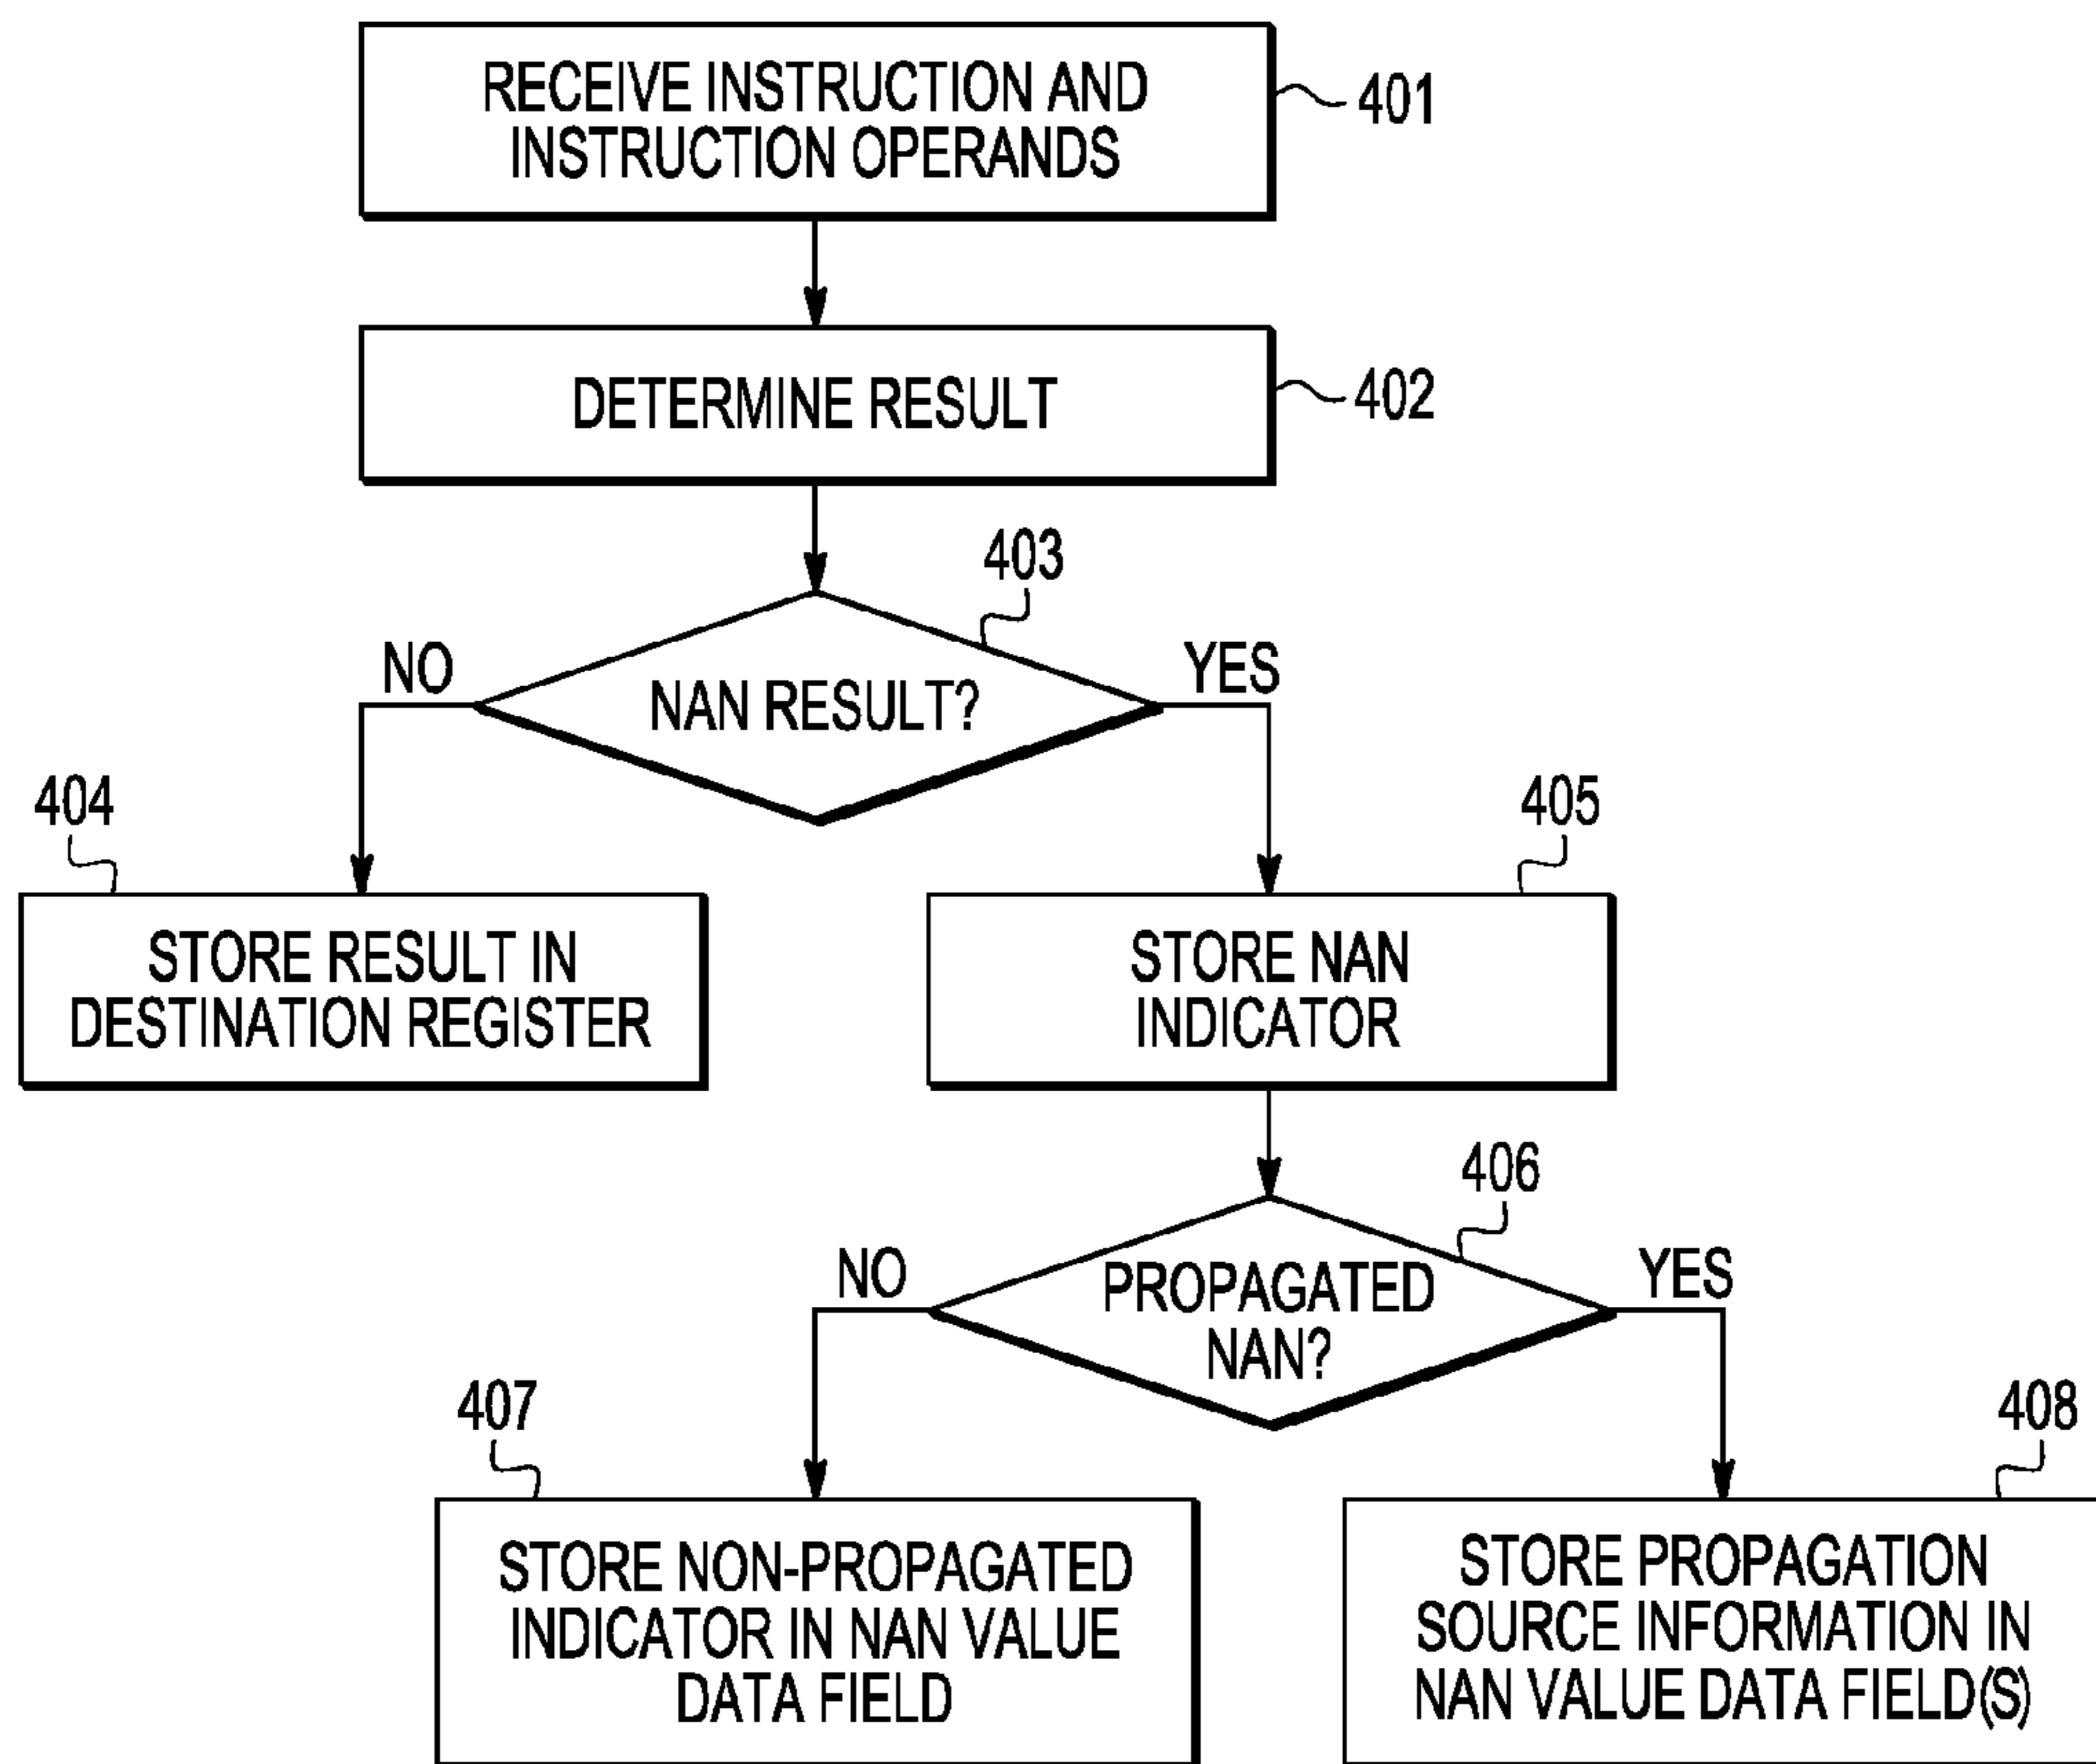 RECEIVE INSTRUCTION AND
INSTRUCTION OPERANDS
401
DETERMINE RESULT
402
403
NO
NAN RESULT?
YES
404
STORE RESULT IN
DESTINATION REGISTER
405
STORE NAN
INDICATOR
406
NO
PROPAGATED
NAN?
YES
407
STORE NON-PROPAGATED
INDICATOR IN NAN VALUE
DATA FIELD
408
STORE PROPAGATION
SOURCE INFORMATION IN
NAN VALUE DATA FIELD(S)